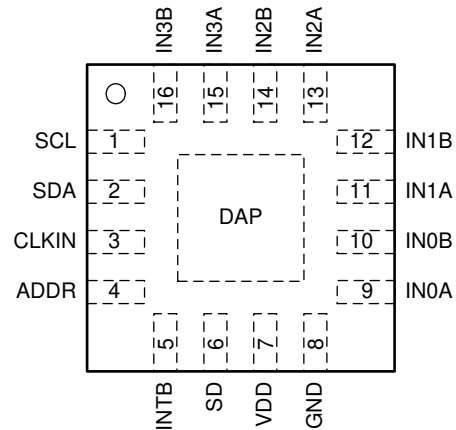 IN3B IN3A IN2B IN2A
16 15 14 13
SCL 1 12 IN1B
SDA 2 11 IN1A
DAP
CLKIN 3 10 IN0B
ADDR 4 9 IN0A
5 6 7 8
INTB SD VDD GND